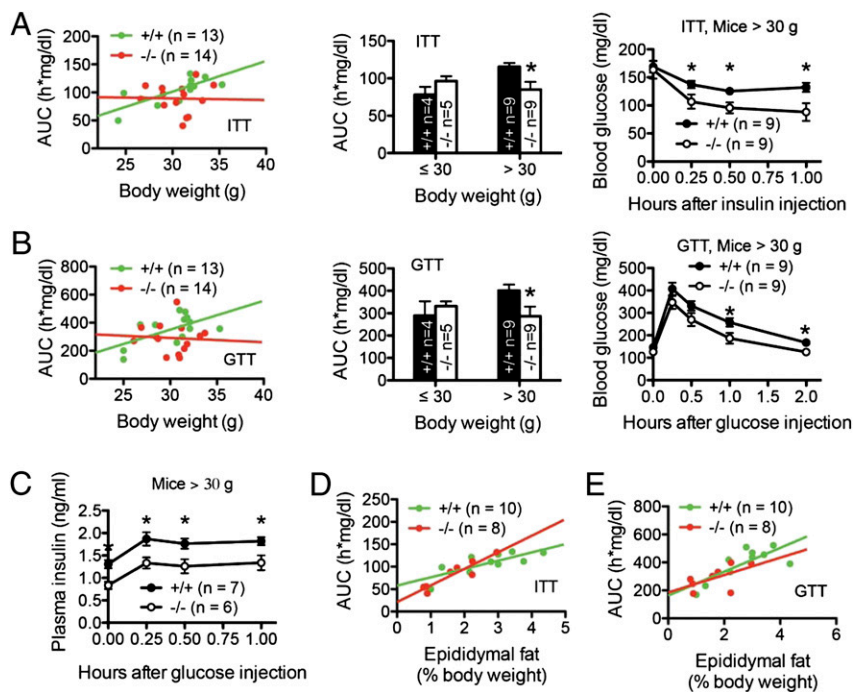 A
+/+ (n = 13)
-/- (n = 14)
AUC (h*mg/dl)
200
150
100
50
0
20 25 30 35 40
ITT
Body weight (g)
ITT
AUC (h*mg/dl)
150
100
50
0
+/+ n=4
-/- n=5
+/+ n=9
-/- n=9
*
≤ 30
> 30
Body weight (g)
ITT, Mice > 30 g
Blood glucose (mg/dl)
200
150
100
50
0
* * *
+/+ (n = 9)
-/- (n = 9)
0.00 0.25 0.50 0.75 1.00
Hours after insulin injection
B
+/+ (n = 13)
-/- (n = 14)
AUC (h*mg/dl)
800
600
400
200
0
20 25 30 35 40
GTT
Body weight (g)
GTT
AUC (h*mg/dl)
500
400
300
200
100
0
+/+ n=4
-/- n=5
+/+ n=9
-/- n=9
*
≤ 30
> 30
Body weight (g)
GTT, Mice > 30 g
+/+ (n = 9)
-/- (n = 9)
Blood glucose (mg/dl)
500
400
300
200
100
0
* *
0.0 0.5 1.0 1.5 2.0
Hours after glucose injection
C
Mice > 30 g
Plasma insulin (ng/ml)
2.5
2.0
1.5
1.0
0.5
0.0
* * *
+/+ (n = 7)
-/- (n = 6)
0.00 0.25 0.50 0.75 1.00
Hours after glucose injection
D
+/+ (n = 10)
-/- (n = 8)
AUC (h*mg/dl)
250
200
150
100
50
0
ITT
0 1 2 3 4 5
Epididymal fat
(% body weight)
E
+/+ (n = 10)
-/- (n = 8)
AUC (h*mg/dl)
800
600
400
200
0
GTT
0 2 4 6
Epididymal fat
(% body weight)